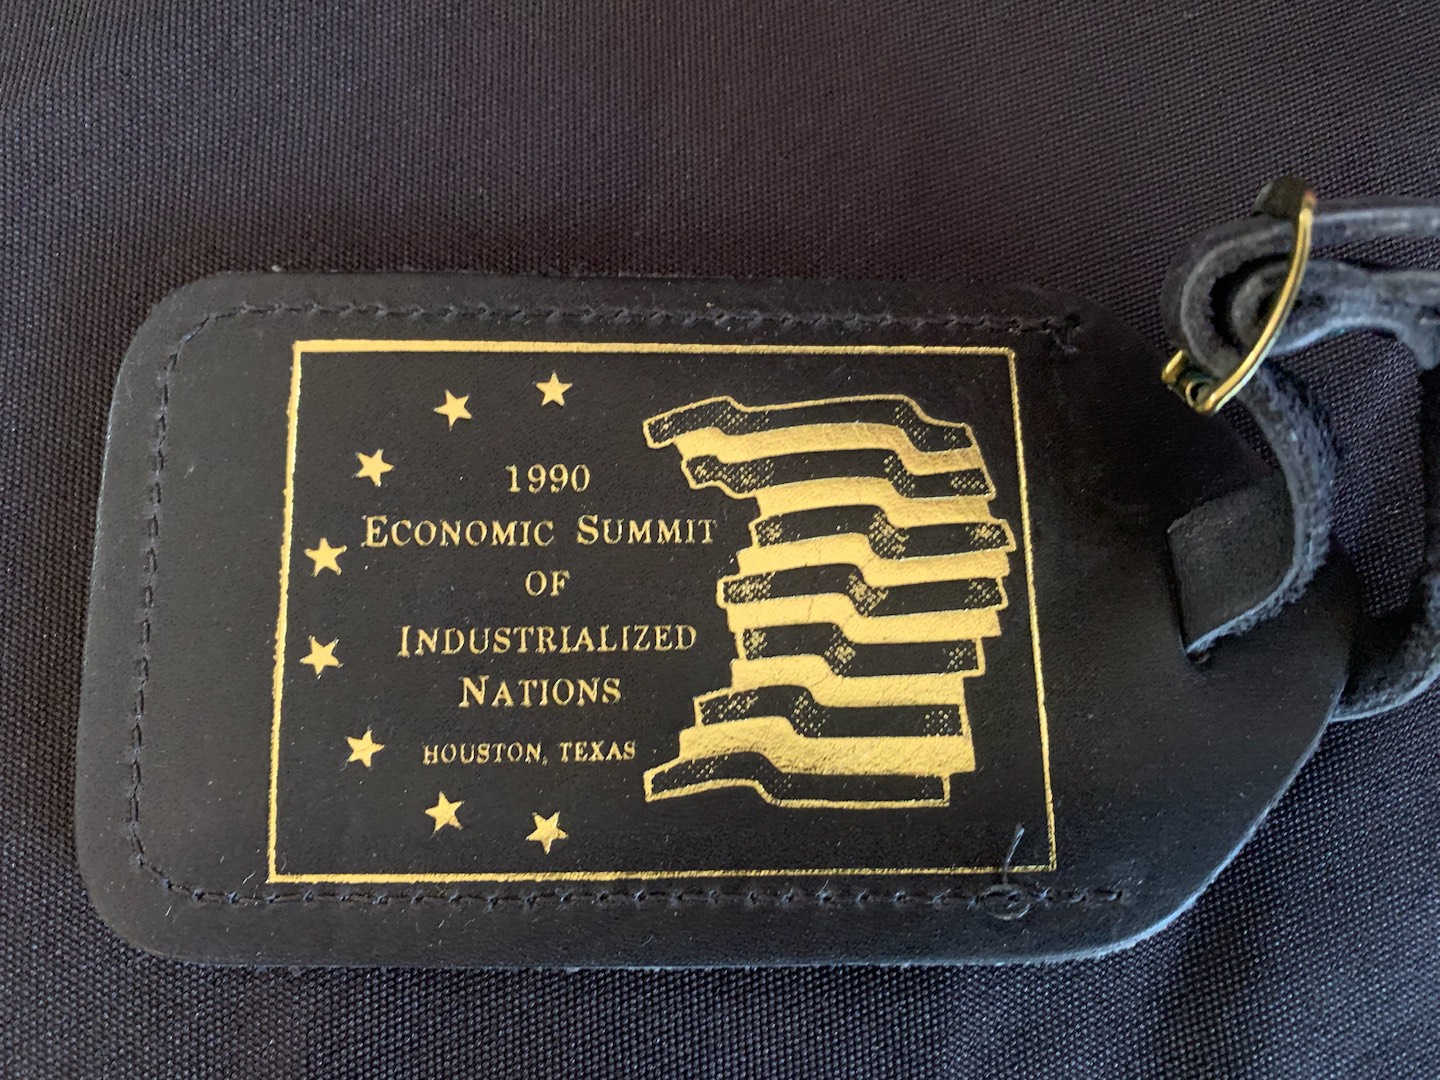 1990
ECONOMIC SUMMIT
OF
INDUSTRIALIZED
NATIONS
HOUSTON, TEXAS